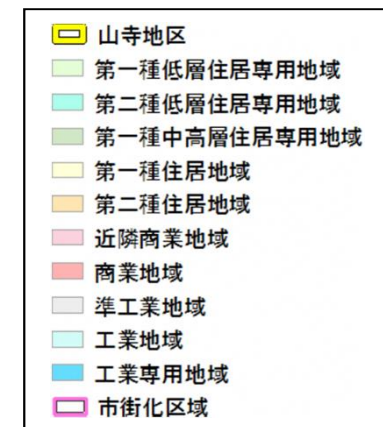 山寺地区
第一種低層住居専用地域
第二種低層住居専用地域
第一種中高層住居専用地域
第一種住居地域
第二種住居地域
近隣商業地域
商業地域
準工業地域
工業地域
工業専用地域
市街化区域